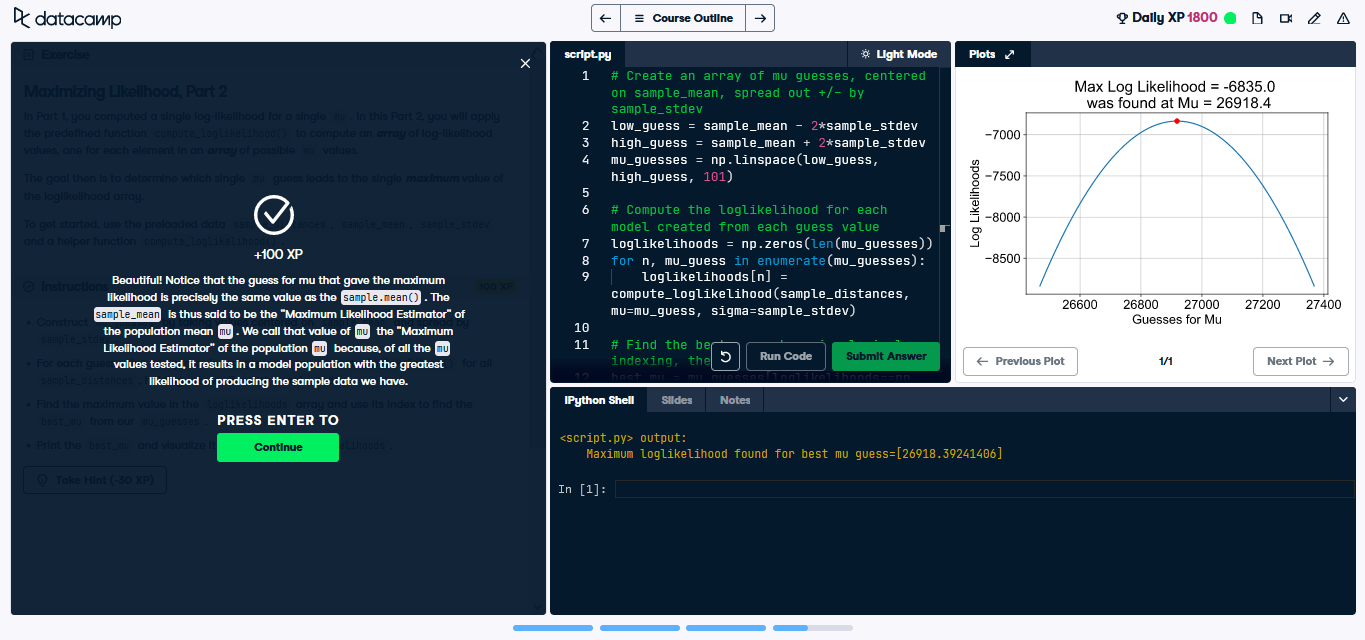 datacamp
Course Outline
Daily XP 1800
Exercise
Maximizing Likelihood, Part 2
In Part 1, you computed a single log-likelihood for a single mu . In this Part 2, you will apply
the predefined function compute_loglikelihood() to compute an array of log-likelihood
values, one for each element in an array of possible mu values.
The goal then is to determine which single mu guess leads to the single maximum value of
the loglikelihood array.
To get started, use the preloaded data , sample_mean , sample_stdev
and a helper function compute_loglikelihood()
Instructions
100 XP
+100 XP
Beautiful! Notice that the guess for mu that gave the maximum
likelihood is precisely the same value as the sample.mean() . The
sample_mean is thus said to be the "Maximum Likelihood Estimator" of
the population mean mu . We call that value of mu the "Maximum
Likelihood Estimator" of the population mu because, of all the mu
values tested, it results in a model population with the greatest
likelihood of producing the sample data we have.
• Construct
• For each for all
sample_distances
• Find the maximum value in the loglikelihoods array and use its index to find the
best_mu from our mu_guesses
• Print the best_mu and visualize
PRESS ENTER TO
Continue
Take Hint (-30 XP)
script.py
Light Mode
1 # Create an array of mu guesses, centered
on sample_mean, spread out +/- by
sample_stdev
2 low_guess = sample_mean - 2*sample_stdev
3 high_guess = sample_mean + 2*sample_stdev
4 mu_guesses = np.linspace(low_guess,
high_guess, 101)
5
6 # Compute the loglikelihood for each
model created from each guess value
7 loglikelihoods = np.zeros(len(mu_guesses))
8 for n, mu_guess in enumerate(mu_guesses):
9 loglikelihoods[n] =
compute_loglikelihood(sample_distances,
mu=mu_guess, sigma=sample_stdev)
10
11 # Find the
indexing, the
12 best_mu = mu_guesses[loglikelihoods==np
Run Code
Submit Answer
Plots
Max Log Likelihood = -6835.0
was found at Mu = 26918.4
Log Likelihoods
−7000
−7500
−8000
−8500
26600 26800 27000 27200 27400
Guesses for Mu
Previous Plot
1/1
Next Plot
IPython Shell
Slides
Notes
<script.py> output:
Maximum loglikelihood found for best mu guess=[26918.39241406]
In [1]: